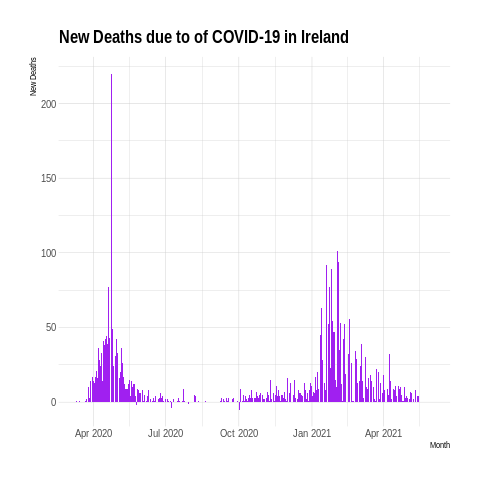 New Deaths due to of COVID-19 in Ireland
New Deaths
200
150
100
50
0
Apr 2020 Jul 2020 Oct 2020 Jan 2021 Apr 2021
Month